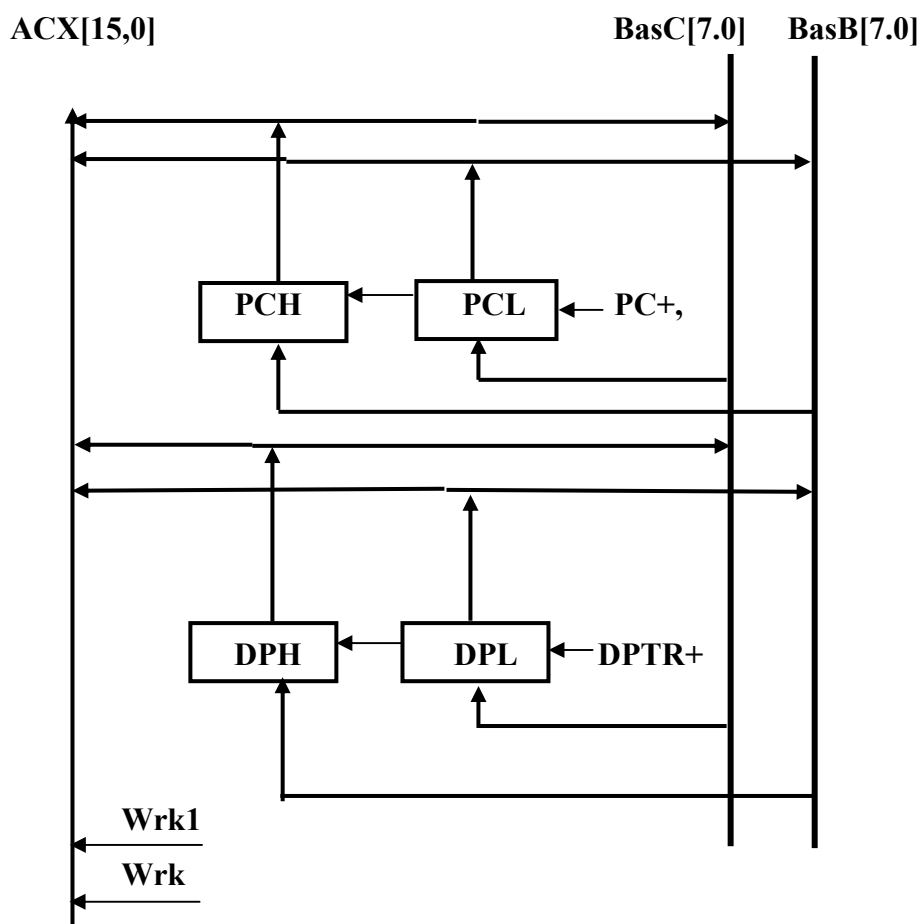 ACX[15,0] BasC[7.0] BasB[7.0]
PCH PCL PC+,
DPH DPL DPTR+
Wrk1
Wrk